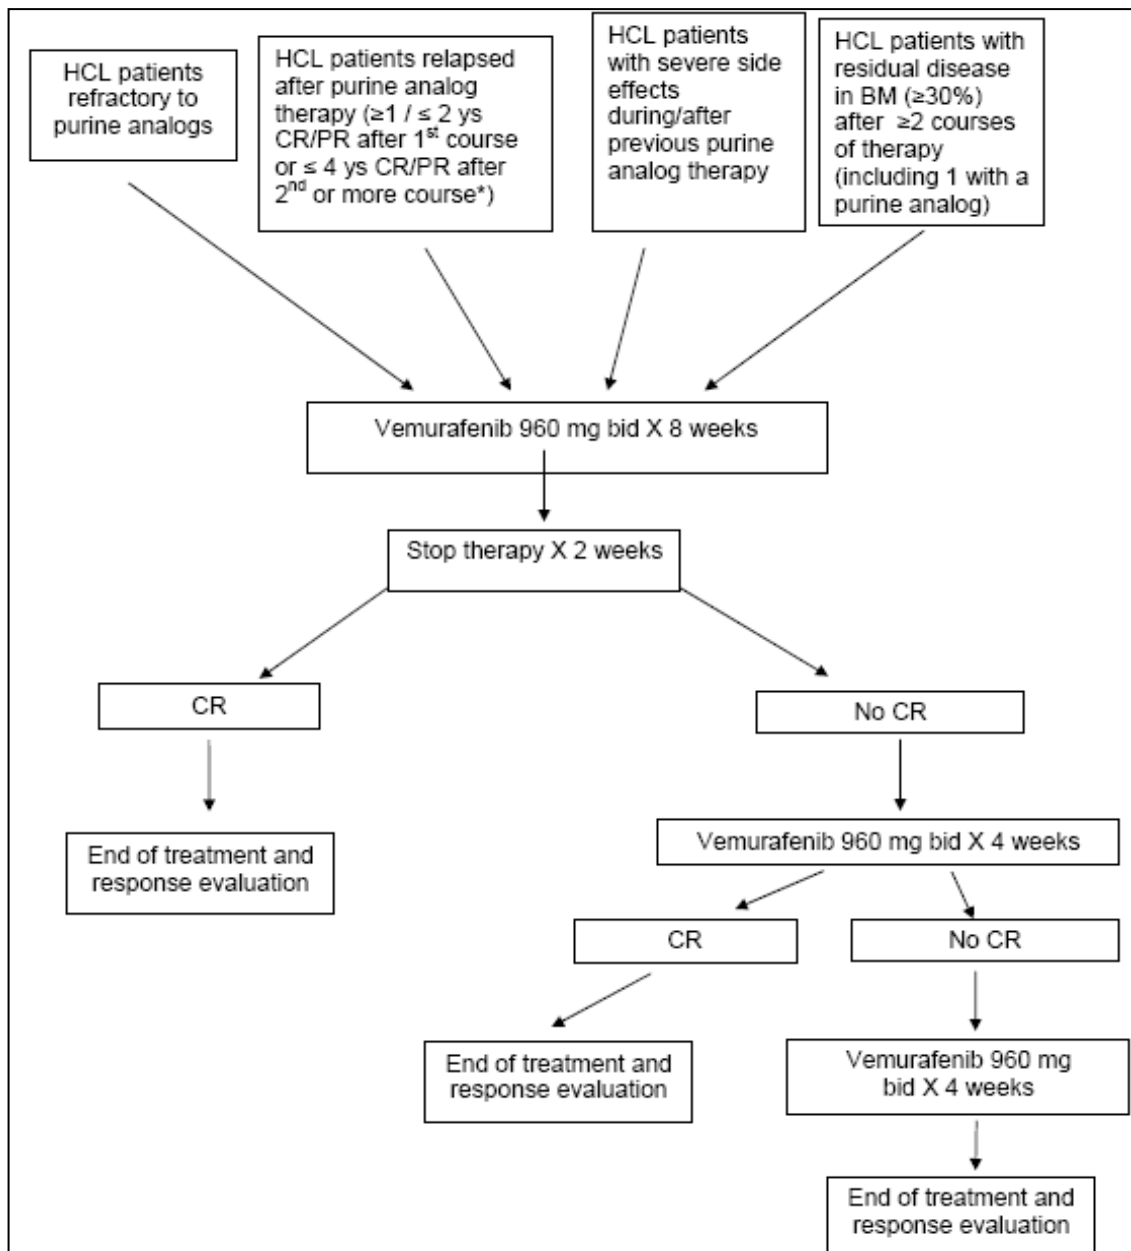 HCL patients
refractory to
purine analogs
HCL patients relapsed
after purine analog
therapy (≥1 / ≤ 2 ys
CR/PR after 1st course
or ≤ 4 ys CR/PR after
2nd or more course*)
HCL patients
with severe side
effects
during/after
previous purine
analog therapy
HCL patients with
residual disease
in BM (≥30%)
after ≥2 courses
of therapy
(including 1 with a
purine analog)
Vemurafenib 960 mg bid X 8 weeks
Stop therapy X 2 weeks
CR
No CR
End of treatment and
response evaluation
Vemurafenib 960 mg bid X 4 weeks
CR
No CR
End of treatment and
response evaluation
Vemurafenib 960 mg
bid X 4 weeks
End of treatment and
response evaluation